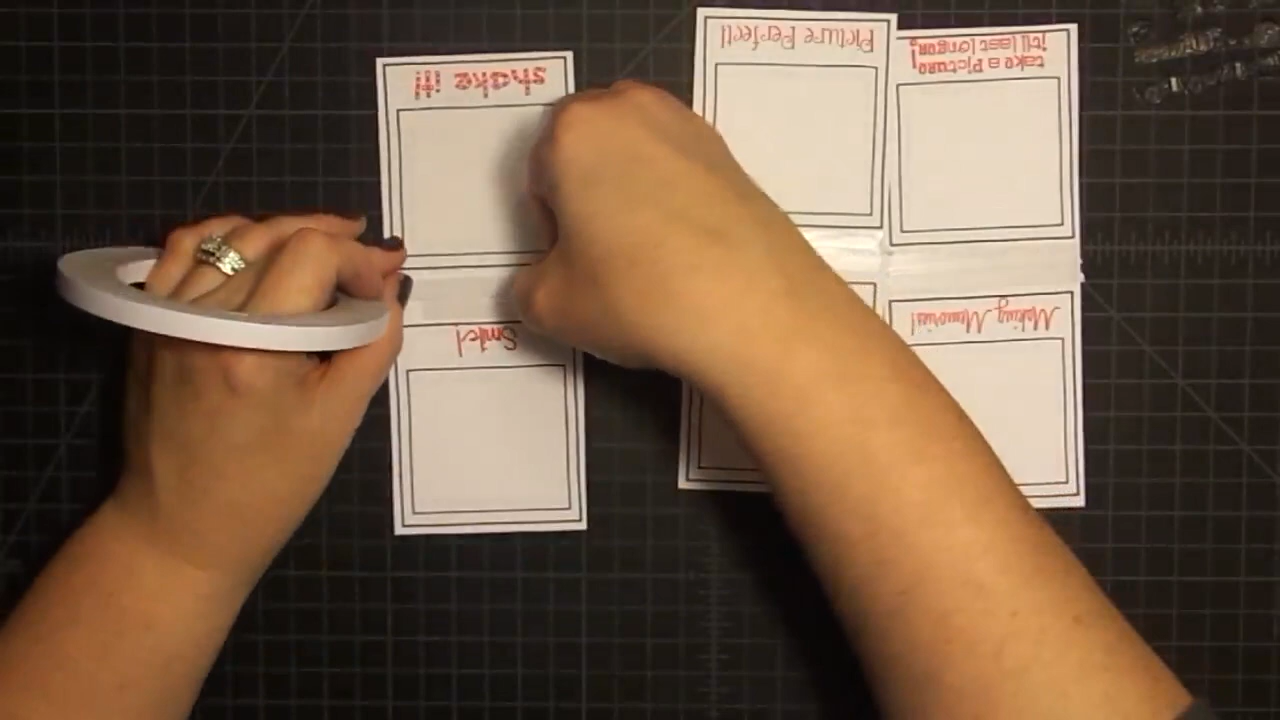 shake it!
Picture Perfect!
take a Picture,
it'll last longer!
Smile!
Making Memories!